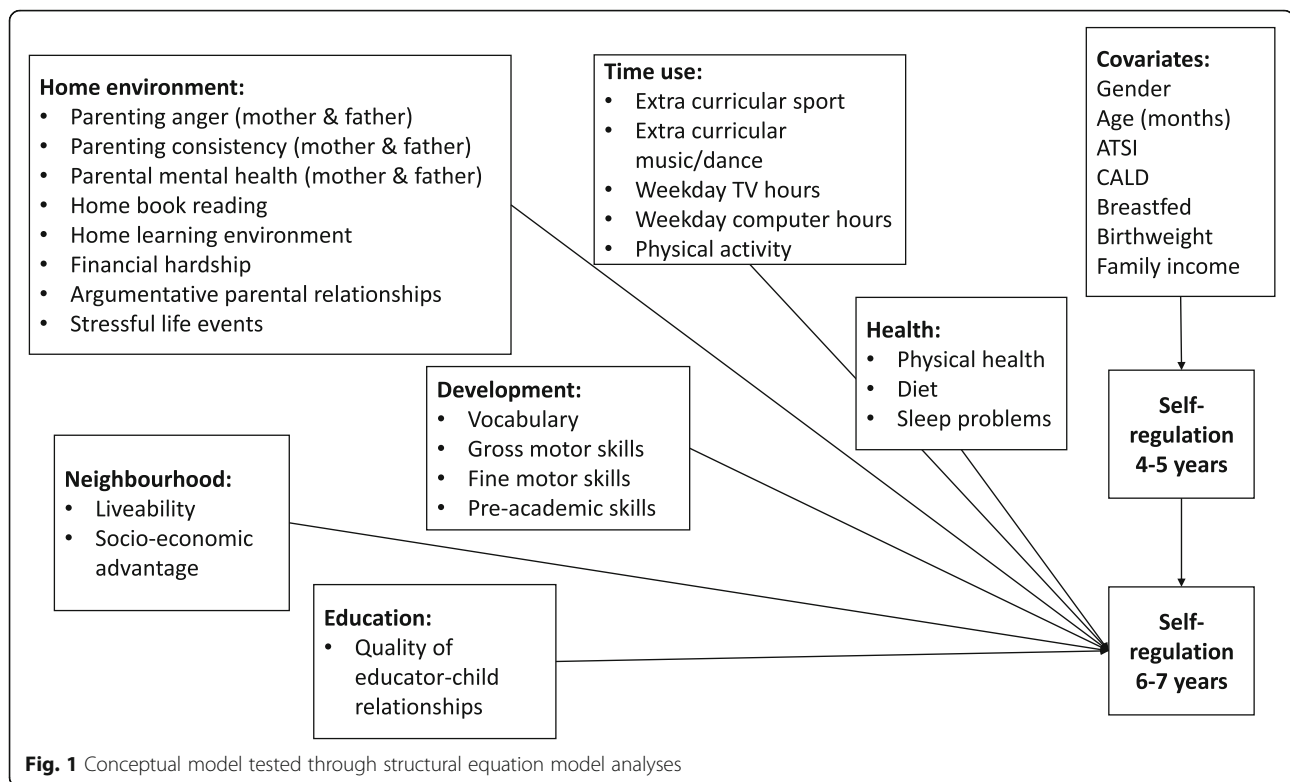 Home environment:
• Parenting anger (mother & father)
• Parenting consistency (mother & father)
• Parental mental health (mother & father)
• Home book reading
• Home learning environment
• Financial hardship
• Argumentative parental relationships
• Stressful life events
Time use:
• Extra curricular sport
• Extra curricular
music/dance
• Weekday TV hours
• Weekday computer hours
• Physical activity
Covariates:
Gender
Age (months)
ATSI
CALD
Breastfed
Birthweight
Family income
Health:
• Physical health
• Diet
• Sleep problems
Development:
• Vocabulary
• Gross motor skills
• Fine motor skills
• Pre-academic skills
Self-
regulation
4-5 years
Neighbourhood:
• Liveability
• Socio-economic
advantage
Education:
• Quality of
educator-child
relationships
Self-
regulation
6-7 years
Fig. 1 Conceptual model tested through structural equation model analyses